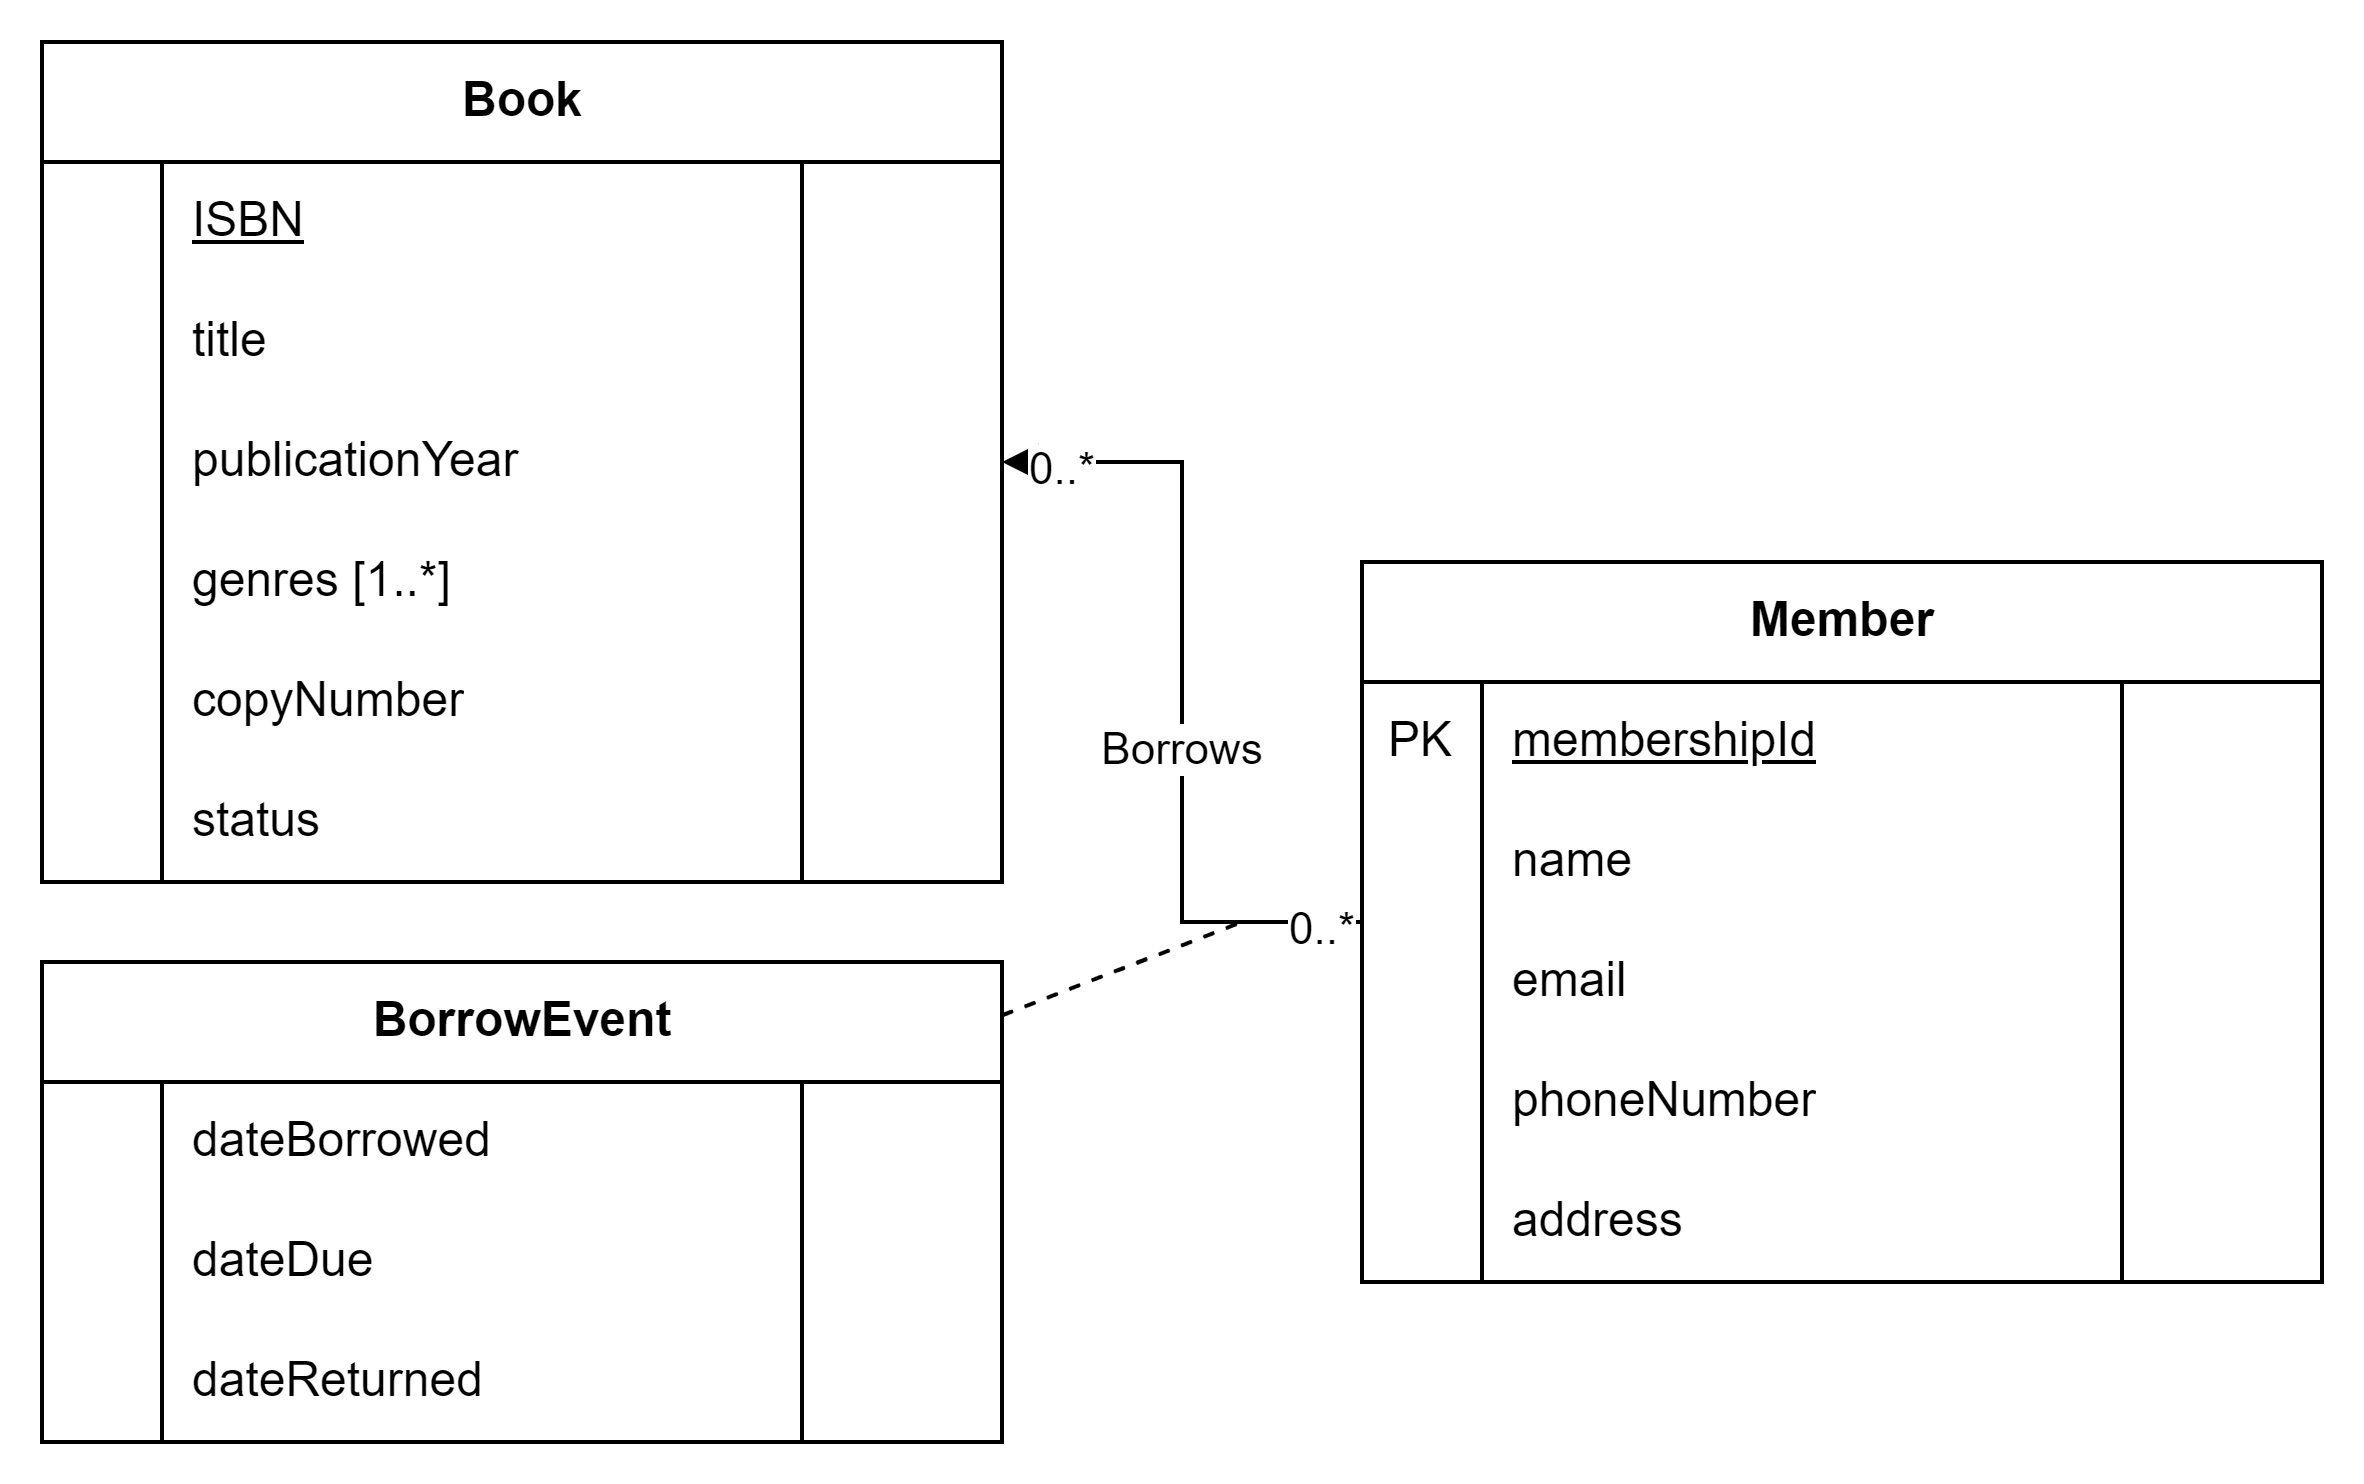 Book
ISBN
title
publicationYear
genres [1..*]
copyNumber
status
0..*
Borrows
0..*
Member
PK membershipId
name
email
phoneNumber
address
BorrowEvent
dateBorrowed
dateDue
dateReturned